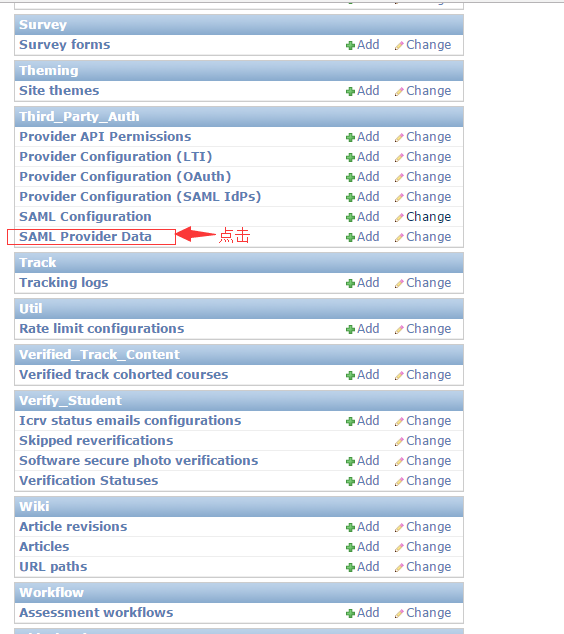 Survey
Survey forms Add Change
Theming
Site themes Add Change
Third_Party_Auth
Provider API Permissions Add Change
Provider Configuration (LTI) Add Change
Provider Configuration (OAuth) Add Change
Provider Configuration (SAML IdPs) Add Change
SAML Configuration Add Change
SAML Provider Data 点击 Add Change
Track
Tracking logs Add Change
Util
Rate limit configurations Add Change
Verified_Track_Content
Verified track cohorted courses Add Change
Verify_Student
Icrv status emails configurations Add Change
Skipped reverifications Change
Software secure photo verifications Add Change
Verification Statuses Add Change
Wiki
Article revisions Add Change
Articles Add Change
URL paths Add Change
Workflow
Assessment workflows Add Change